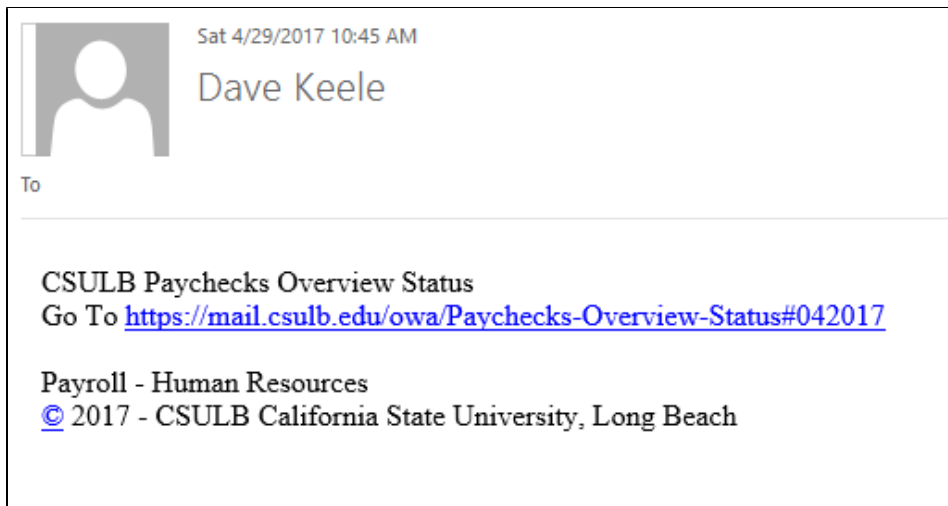 Sat 4/29/2017 10:45 AM
Dave Keele
To
CSULB Paychecks Overview Status
Go To https://mail.csulb.edu/owa/Paychecks-Overview-Status#042017
Payroll - Human Resources
© 2017 - CSULB California State University, Long Beach